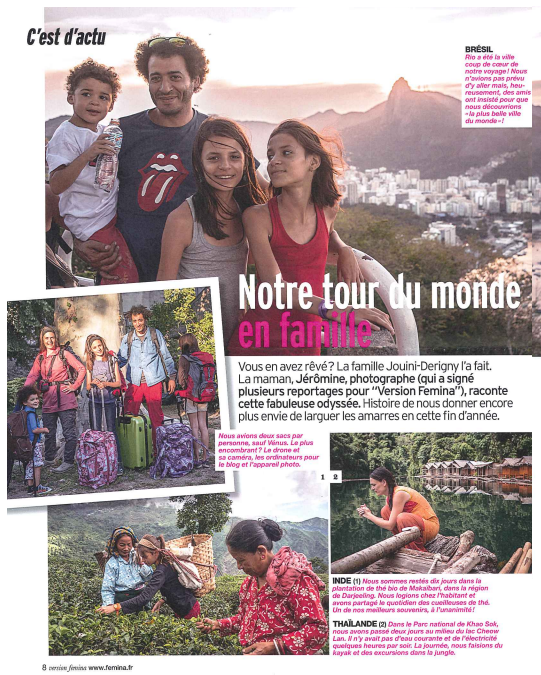 C'est d'actu
BRÉSIL
Rio a été la ville
coup de cœur de
notre voyage! Nous
n'avions pas prévu
d'y aller mais, heu-
reusement, des amis
ont insisté pour que
nous découvrions
«la plus belle ville
du monde»!
Notre tour du monde
en famille
Vous en avez rêvé? La famille Jouini-Derigny l'a fait.
La maman, Jérômine, photographe (qui a signé
plusieurs reportages pour "Version Femina"), raconte
cette fabuleuse odyssée. Histoire de nous donner encore
plus envie de larguer les amarres en cette fin d'année.
Nous avions deux sacs par
personne, sauf Vénus. Le plus
encombrant? Le drone et
sa caméra, les ordinateurs pour
le blog et l'appareil photo.
1 2
INDE (1) Nous sommes restés dix jours dans la
plantation de thé bio de Makaibari, dans la région
de Darjeeling. Nous logions chez l'habitant et
avons partagé le quotidien des cueilleuses de thé.
Un de nos meilleurs souvenirs, à l'unanimité!
THAÏLANDE (2) Dans le Parc national de Khao Sok,
nous avons passé deux jours au milieu du lac Cheow
Lan. Il n'y avait pas d'eau courante et de l'électricité
quelques heures par soir. La journée, nous faisions du
kayak et des excursions dans la jungle.
8 version femina www.femina.fr